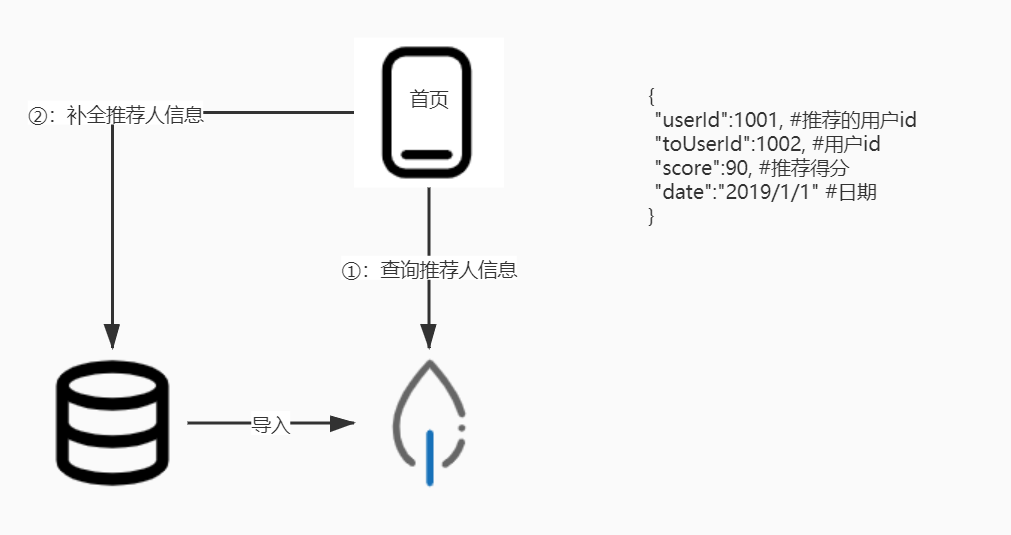 首页
②：补全推荐人信息
①：查询推荐人信息
导入
{
"userId":1001, #推荐的用户id
"toUserId":1002, #用户id
"score":90, #推荐得分
"date":"2019/1/1" #日期
}